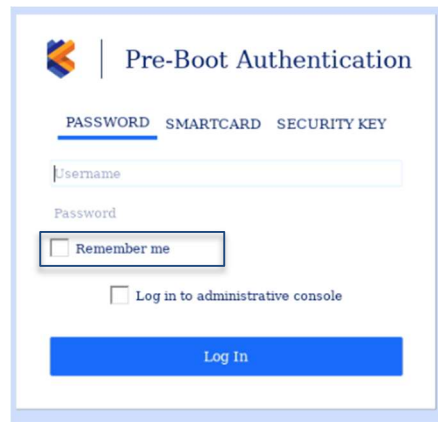 Pre-Boot Authentication
PASSWORD SMARTCARD SECURITY KEY
Username
Password
Remember me
Log in to administrative console
Log In